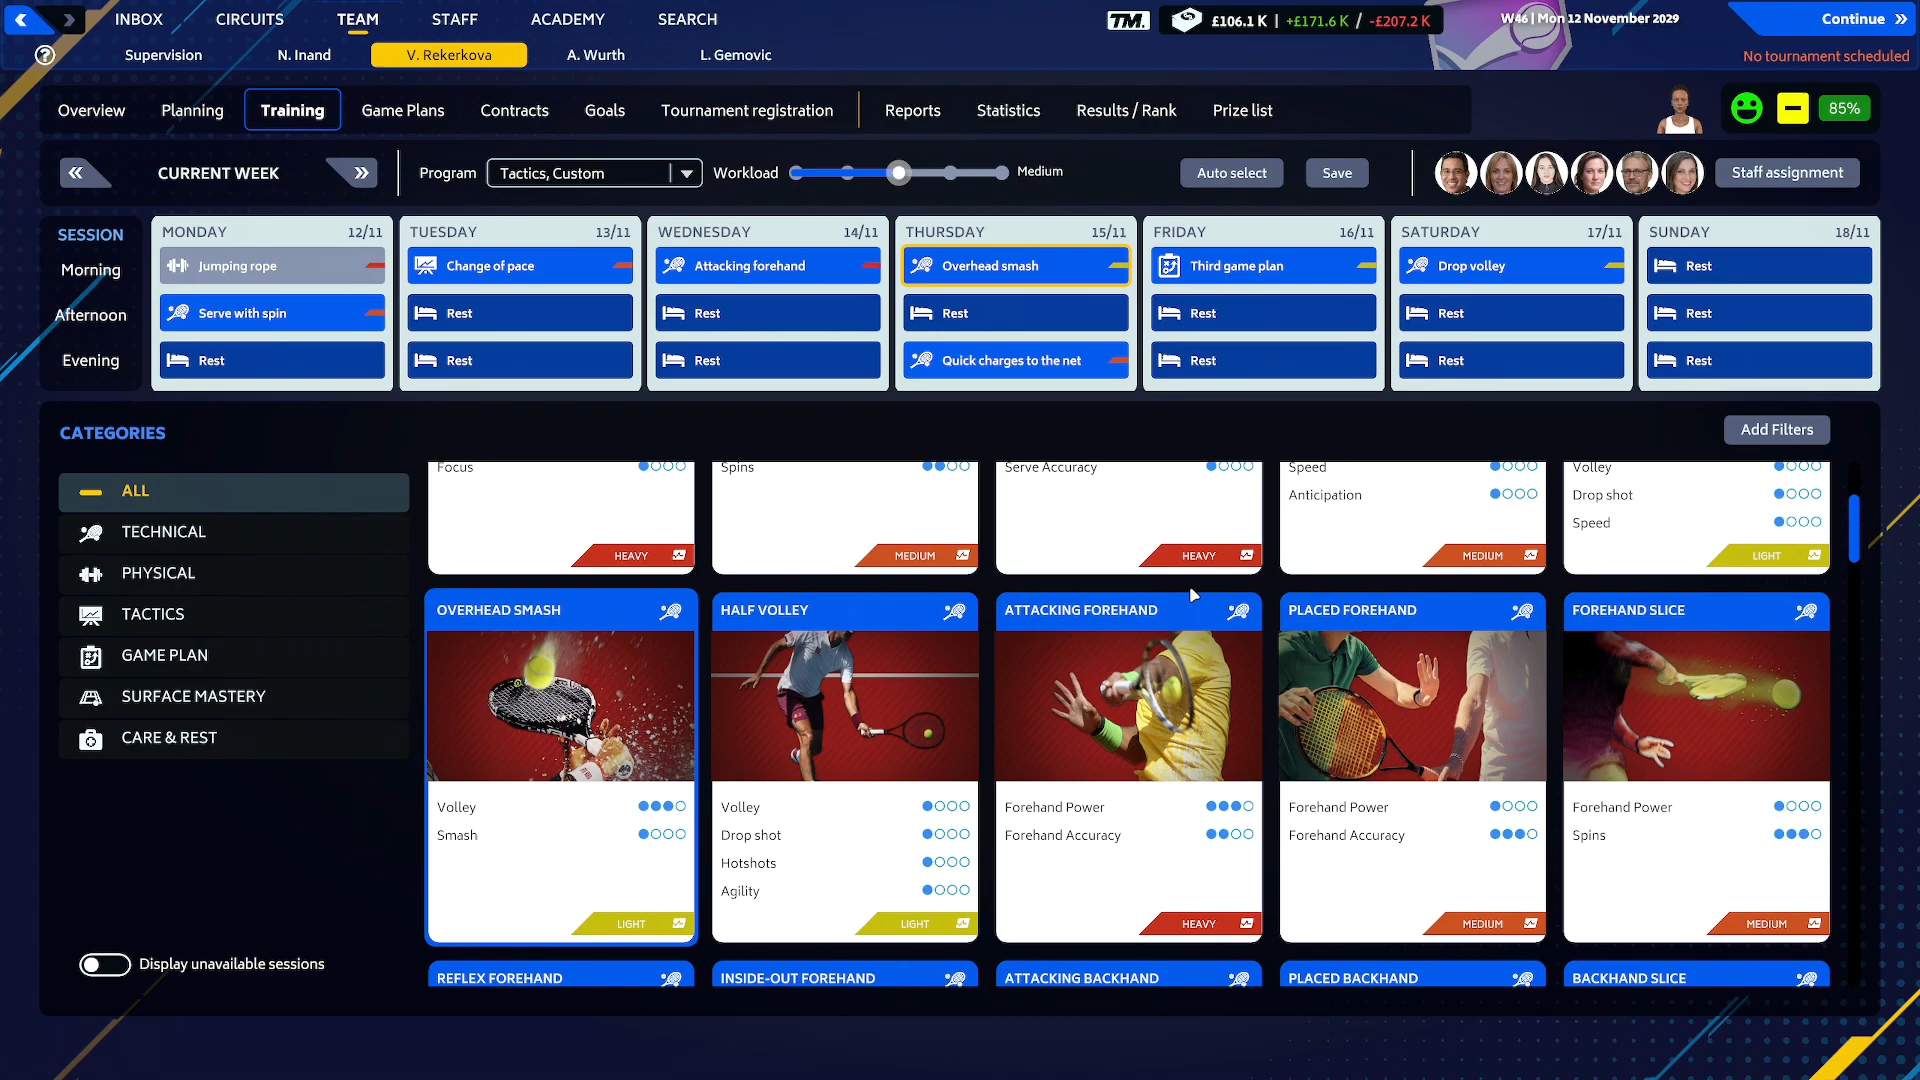 INBOX
CIRCUITS
TEAM
STAFF
ACADEMY
SEARCH
TM.
£106.1 K | +£171.6 K / -£207.2 K
W46 | Mon 12 November 2029
Continue
Supervision
N. Inand
V. Rekerkova
A. Wurth
L. Gemovic
No tournament scheduled
Overview
Planning
Training
Game Plans
Contracts
Goals
Tournament registration
Reports
Statistics
Results / Rank
Prize list
85%
CURRENT WEEK
Program
Tactics, Custom
Workload
Medium
Auto select
Save
Staff assignment
SESSION
Morning
Afternoon
Evening
MONDAY 12/11
Jumping rope
Serve with spin
Rest
TUESDAY 13/11
Change of pace
Rest
Rest
WEDNESDAY 14/11
Attacking forehand
Rest
Rest
THURSDAY 15/11
Overhead smash
Rest
Quick charges to the net
FRIDAY 16/11
Third game plan
Rest
Rest
SATURDAY 17/11
Drop volley
Rest
Rest
SUNDAY 18/11
Rest
Rest
Rest
CATEGORIES
Add Filters
ALL
TECHNICAL
PHYSICAL
TACTICS
GAME PLAN
SURFACE MASTERY
CARE & REST
Display unavailable sessions
Focus
HEAVY
Spins
MEDIUM
Serve Accuracy
HEAVY
Speed
Anticipation
MEDIUM
Volley
Drop shot
Speed
LIGHT
OVERHEAD SMASH
Volley
Smash
LIGHT
HALF VOLLEY
Volley
Drop shot
Hotshots
Agility
LIGHT
ATTACKING FOREHAND
Forehand Power
Forehand Accuracy
HEAVY
PLACED FOREHAND
Forehand Power
Forehand Accuracy
MEDIUM
FOREHAND SLICE
Forehand Power
Spins
MEDIUM
REFLEX FOREHAND
INSIDE-OUT FOREHAND
ATTACKING BACKHAND
PLACED BACKHAND
BACKHAND SLICE